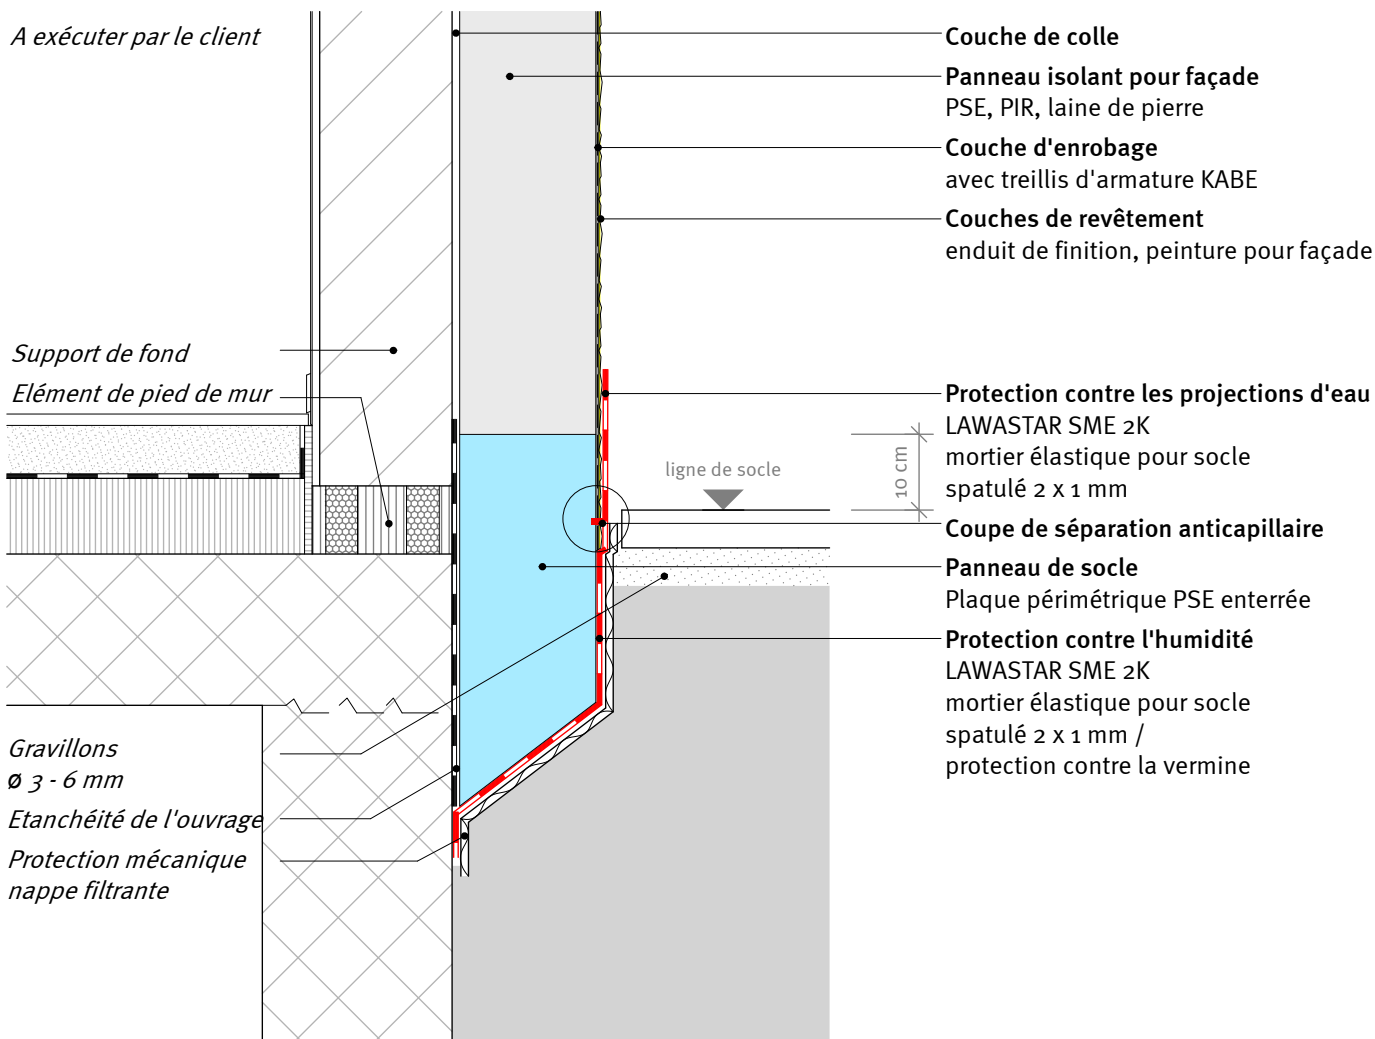 A exécuter par le client
Couche de colle
Panneau isolant pour façade
PSE, PIR, laine de pierre
Couche d'enrobage
avec treillis d'armature KABE
Couches de revêtement
enduit de finition, peinture pour façade
Support de fond
Elément de pied de mur
Protection contre les projections d'eau
LAWASTAR SME 2K
mortier élastique pour socle
spatulé 2 x 1 mm
10 cm
ligne de socle
Coupe de séparation anticapillaire
Panneau de socle
Plaque périmétrique PSE enterrée
Protection contre l'humidité
LAWASTAR SME 2K
mortier élastique pour socle
spatulé 2 x 1 mm /
protection contre la vermine
Gravillons
ø 3 - 6 mm
Etanchéité de l'ouvrage
Protection mécanique
nappe filtrante